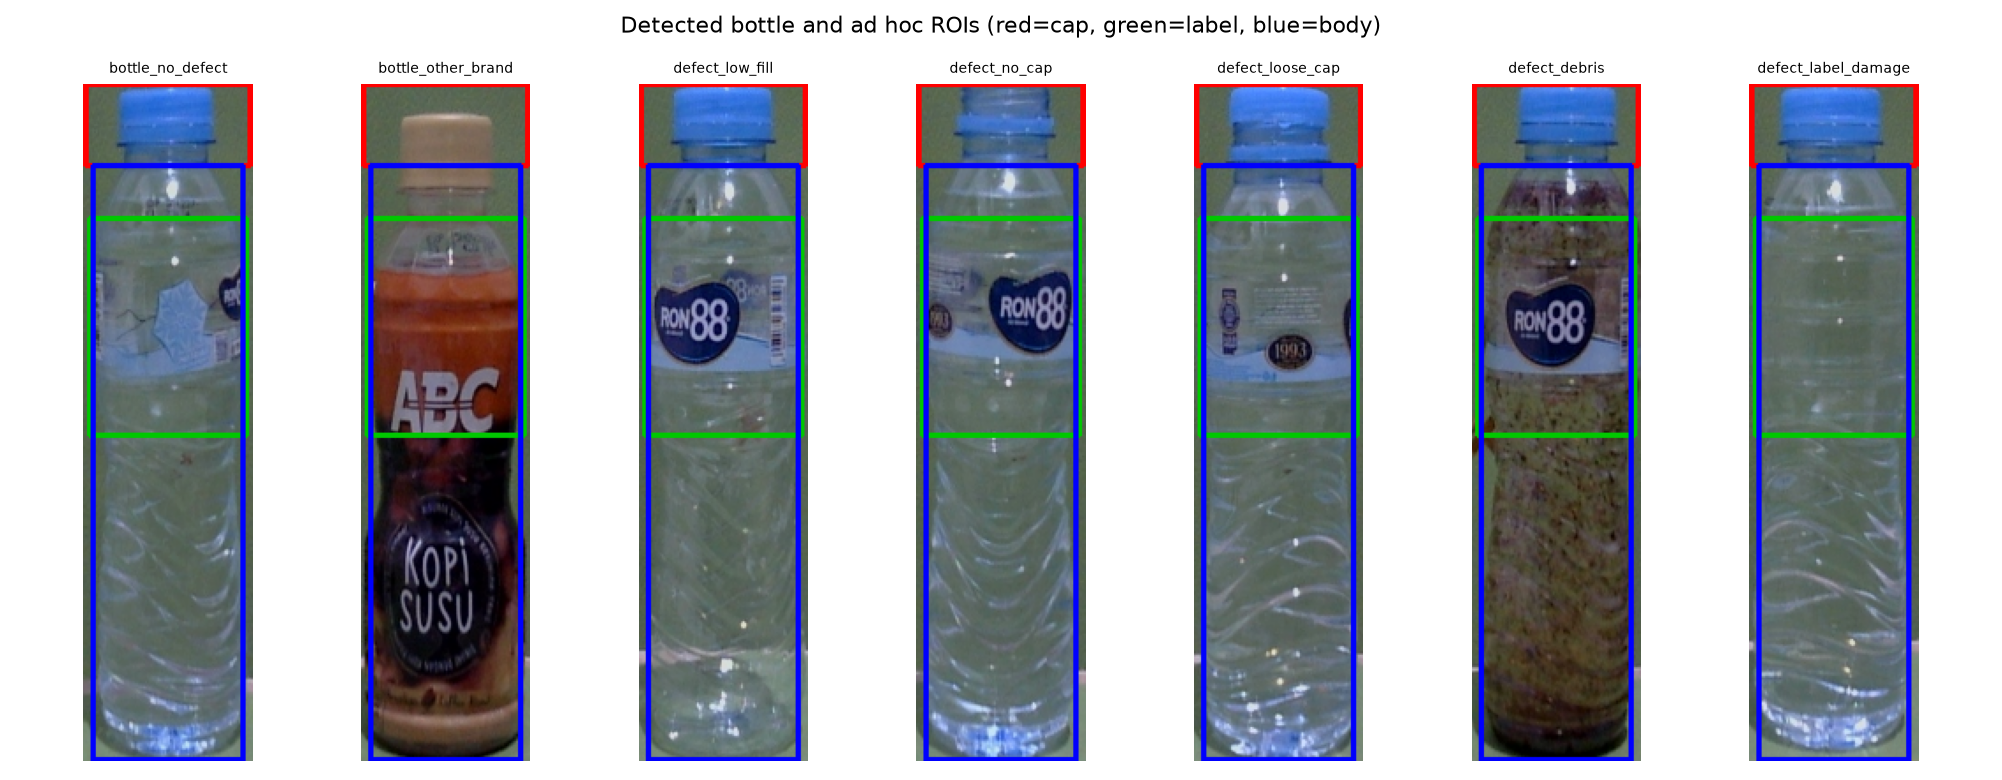 Detected bottle and ad hoc ROIs (red=cap, green=label, blue=body)
bottle_no_defect
bottle_other_brand
defect_low_fill
defect_no_cap
defect_loose_cap
defect_debris
defect_label_damage
ABC
KOPI
SUSU
RON88
RON88
1993
RON88